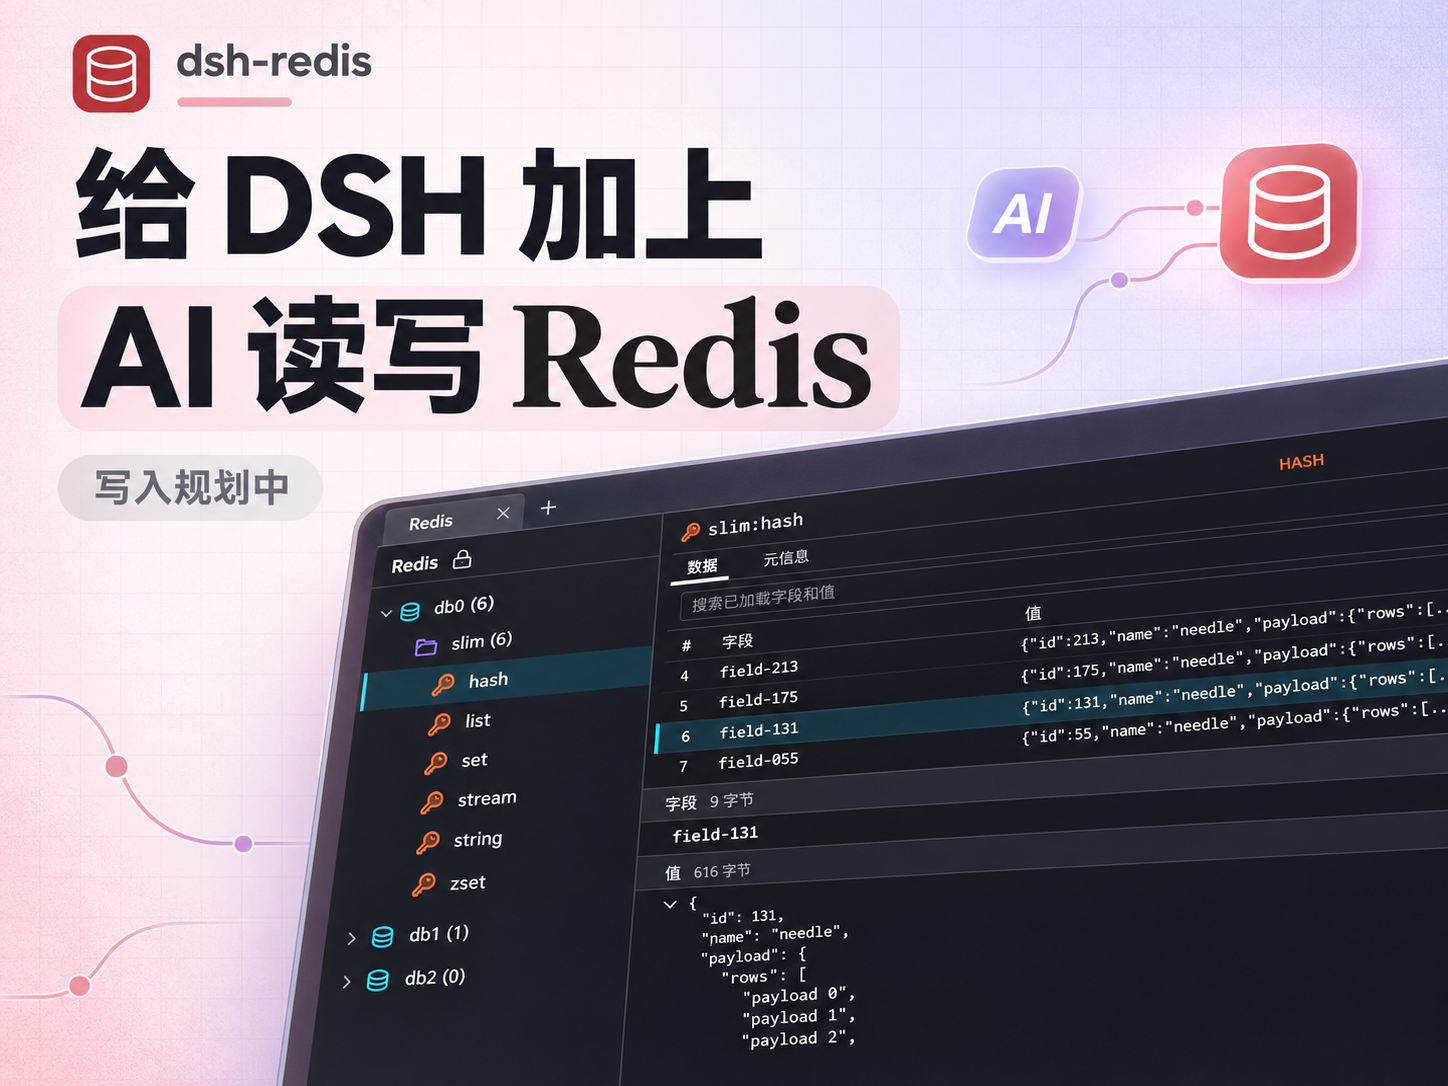 dsh-redis
给 DSH 加上
AI 读写 Redis
写入规划中
AI
Redis
Redis
db0 (6)
slim (6)
hash
list
set
stream
string
zset
db1 (1)
db2 (0)
HASH
slim:hash
数据 元信息
搜索已加载字段和值
# 字段 值
4 field-213 {"id":213,"name":"needle","payload":{"rows":[..
5 field-175 {"id":175,"name":"needle","payload":{"rows":[..
6 field-131 {"id":131,"name":"needle","payload":{"rows":[..
7 field-055 {"id":55,"name":"needle","payload":{"rows":[..
字段 9 字节
field-131
值 616 字节
{
"id": 131,
"name": "needle",
"payload": {
"rows": [
"payload 0",
"payload 1",
"payload 2",